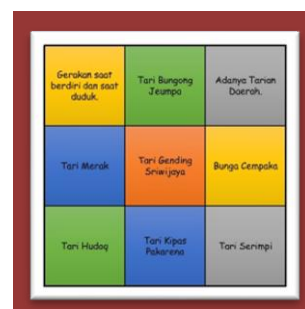 Gerakan saat
berdiri dan saat
duduk.
Tari Bungong
Jeumpa
Adanya Tarian
Daerah.
Tari Merak
Tari Gending
Sriwijaya
Bunga Cempaka
Tari Hudoq
Tari Kipas
Pakarena
Tari Serimpi